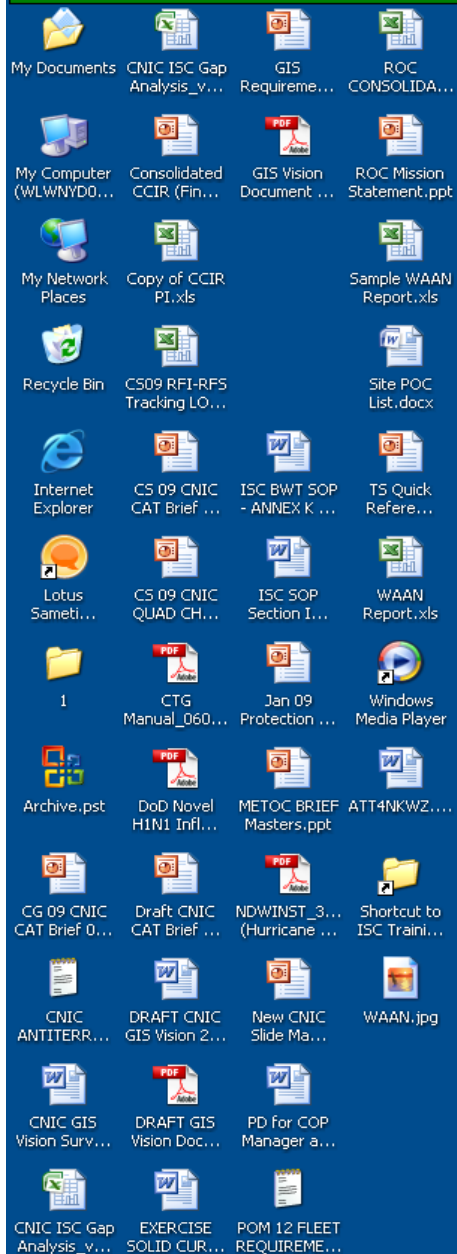 My Documents
CNIC ISC Gap
Analysis_v...
GIS
Requireme...
ROC
CONSOLIDA...
My Computer
(WLWNYD0...
Consolidated
CCIR (Fin...
GIS Vision
Document ...
ROC Mission
Statement.ppt
My Network
Places
Copy of CCIR
PI.xls
Sample WAAN
Report.xls
Recycle Bin
CS09 RFI-RFS
Tracking LO...
Site POC
List.docx
Internet
Explorer
CS 09 CNIC
CAT Brief ...
ISC BWT SOP
- ANNEX K ...
TS Quick
Refere...
Lotus
Sameti...
CS 09 CNIC
QUAD CH...
ISC SOP
Section I...
WAAN
Report.xls
1
CTG
Manual_060...
Jan 09
Protection ...
Windows
Media Player
Archive.pst
DoD Novel
H1N1 Infl...
METOC BRIEF
Masters.ppt
ATT4NKWZ....
CG 09 CNIC
CAT Brief 0...
Draft CNIC
CAT Brief ...
NDWINST_3...
(Hurricane ...
Shortcut to
ISC Traini...
CNIC
ANTITERR...
DRAFT CNIC
GIS Vision 2...
New CNIC
Slide Ma...
WAAN.jpg
CNIC GIS
Vision Surv...
DRAFT GIS
Vision Doc...
PD for COP
Manager a...
CNIC ISC Gap
Analysis_v...
EXERCISE
SOLID CUR...
POM 12 FLEET
REQUIREME...